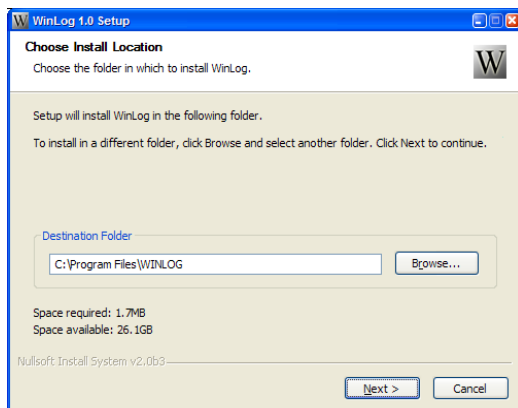 W WinLog 1.0 Setup
Choose Install Location
Choose the folder in which to install WinLog.
W
Setup will install WinLog in the following folder.
To install in a different folder, click Browse and select another folder. Click Next to continue.
Destination Folder
C:\Program Files\WINLOG
Browse...
Space required: 1.7MB
Space available: 26.1GB
Nullsoft Install System v2.0b3
Next >
Cancel